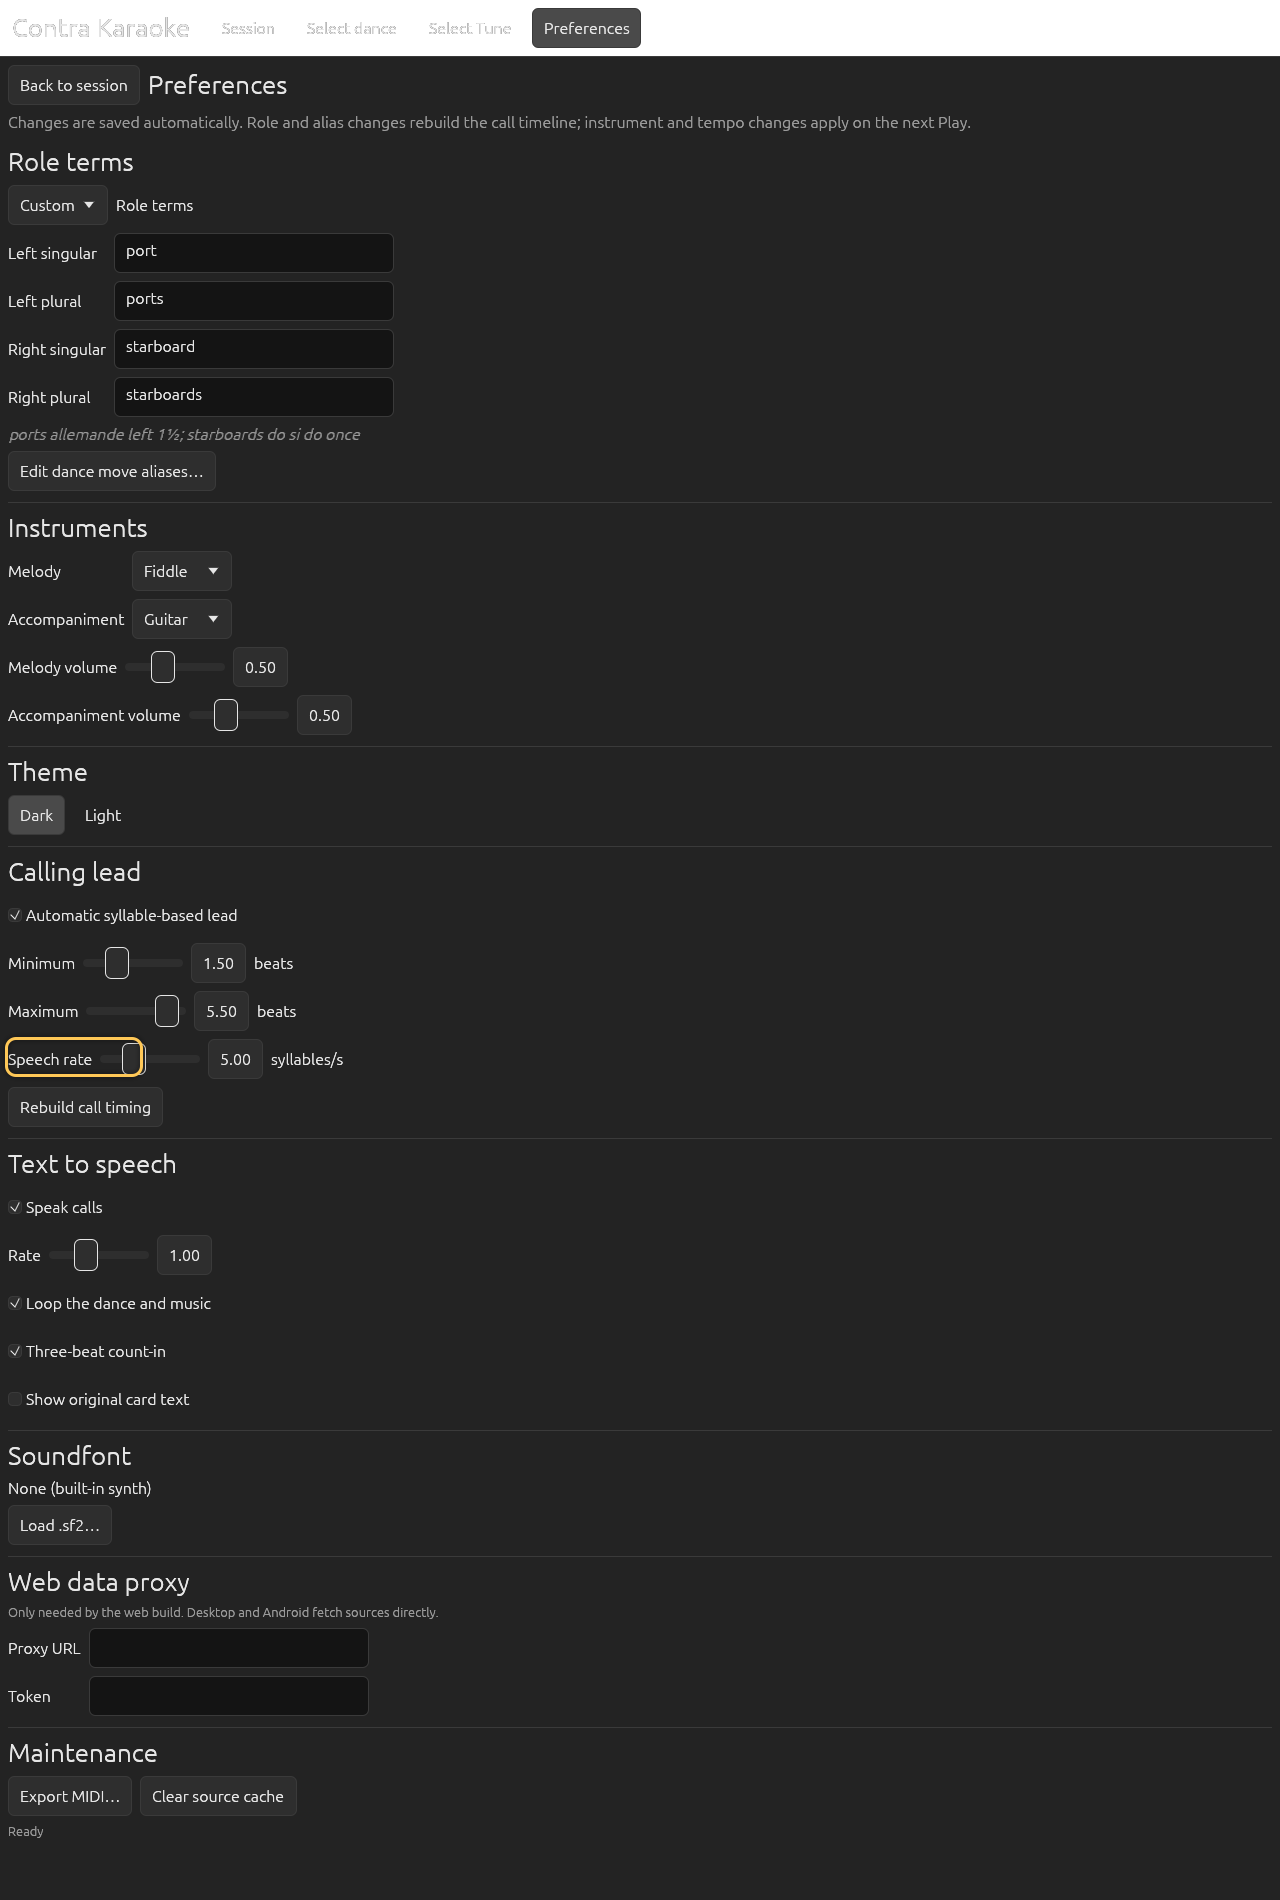 Contra Karaoke Session Select dance Select Tune Preferences
Back to session Preferences
Changes are saved automatically. Role and alias changes rebuild the call timeline; instrument and tempo changes apply on the next Play.
Role terms
Custom Role terms
Left singular port
Left plural ports
Right singular starboard
Right plural starboards
ports allemande left 1½; starboards do si do once
Edit dance move aliases...
Instruments
Melody Fiddle
Accompaniment Guitar
Melody volume 0.50
Accompaniment volume 0.50
Theme
Dark Light
Calling lead
Automatic syllable-based lead
Minimum 1.50 beats
Maximum 5.50 beats
Speech rate 5.00 syllables/s
Rebuild call timing
Text to speech
Speak calls
Rate 1.00
Loop the dance and music
Three-beat count-in
Show original card text
Soundfont
None (built-in synth)
Load .sf2...
Web data proxy
Only needed by the web build. Desktop and Android fetch sources directly.
Proxy URL
Token
Maintenance
Export MIDI... Clear source cache
Ready